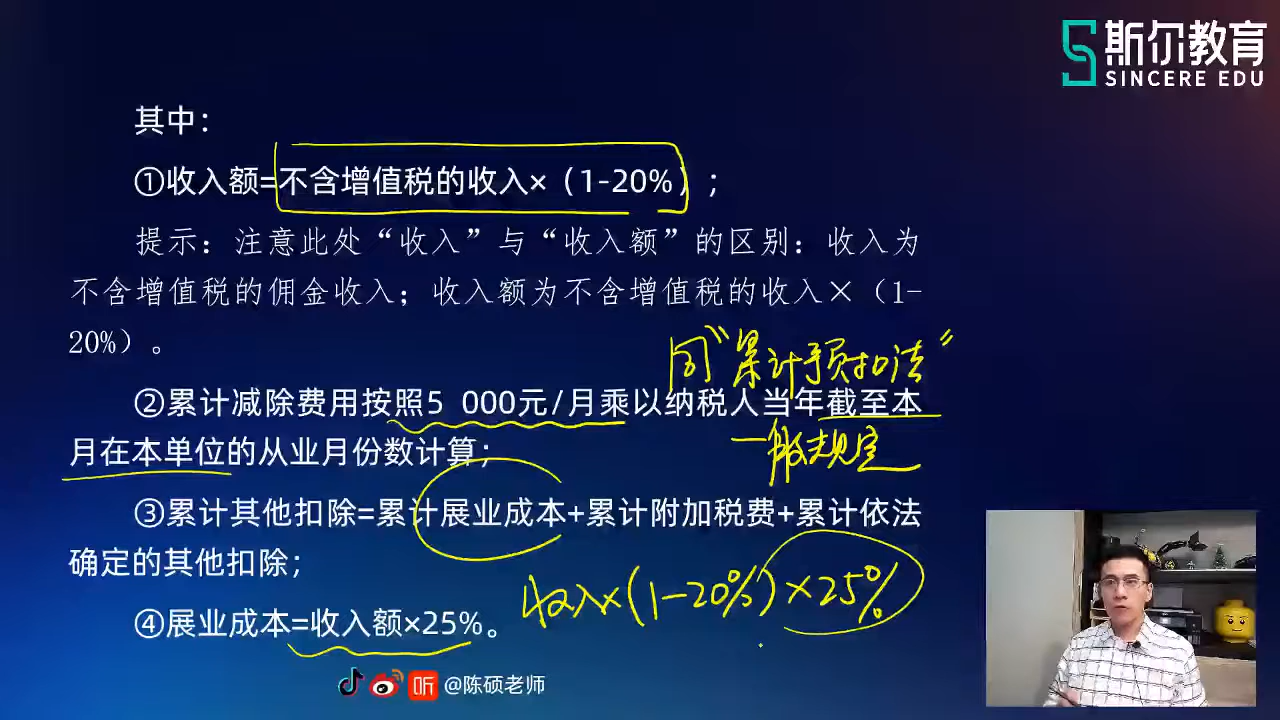 斯尔教育
SINCERE EDU
其中：
①收入额=不含增值税的收入×（1-20%）；
提示：注意此处“收入”与“收入额”的区别：收入为
不含增值税的佣金收入；收入额为不含增值税的收入×（1-
20%）。
同“累计预扣法”
②累计减除费用按照5 000元/月乘以纳税人当年截至本
月在本单位的从业月份数计算；
一般规定
③累计其他扣除=累计展业成本+累计附加税费+累计依法
确定的其他扣除；
收入×(1-20%)×25%
④展业成本=收入额×25%。
听 @陈硕老师